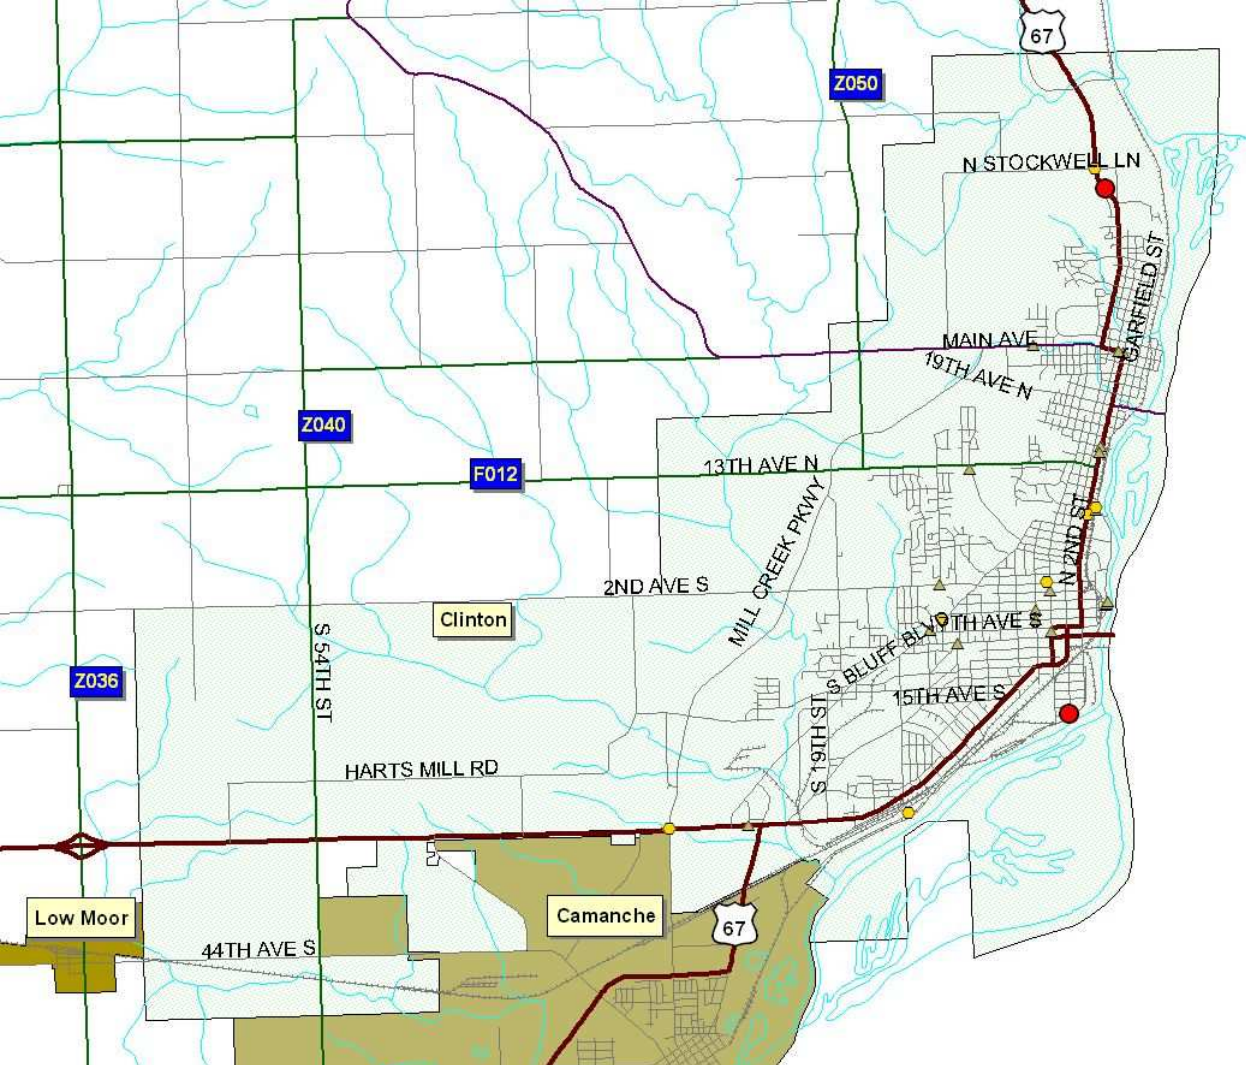 67
Z050
N STOCKWELL LN
GARFIELD ST
MAIN AVE
19TH AVE N
Z040
F012
13TH AVE N
MILL CREEK PKWY
N 2ND ST
2ND AVE S
Clinton
S BLUFF BLVD
TH AVE S
S 54TH ST
Z036
15TH AVE S
S 19TH ST
HARTS MILL RD
Low Moor
Camanche
67
44TH AVE S